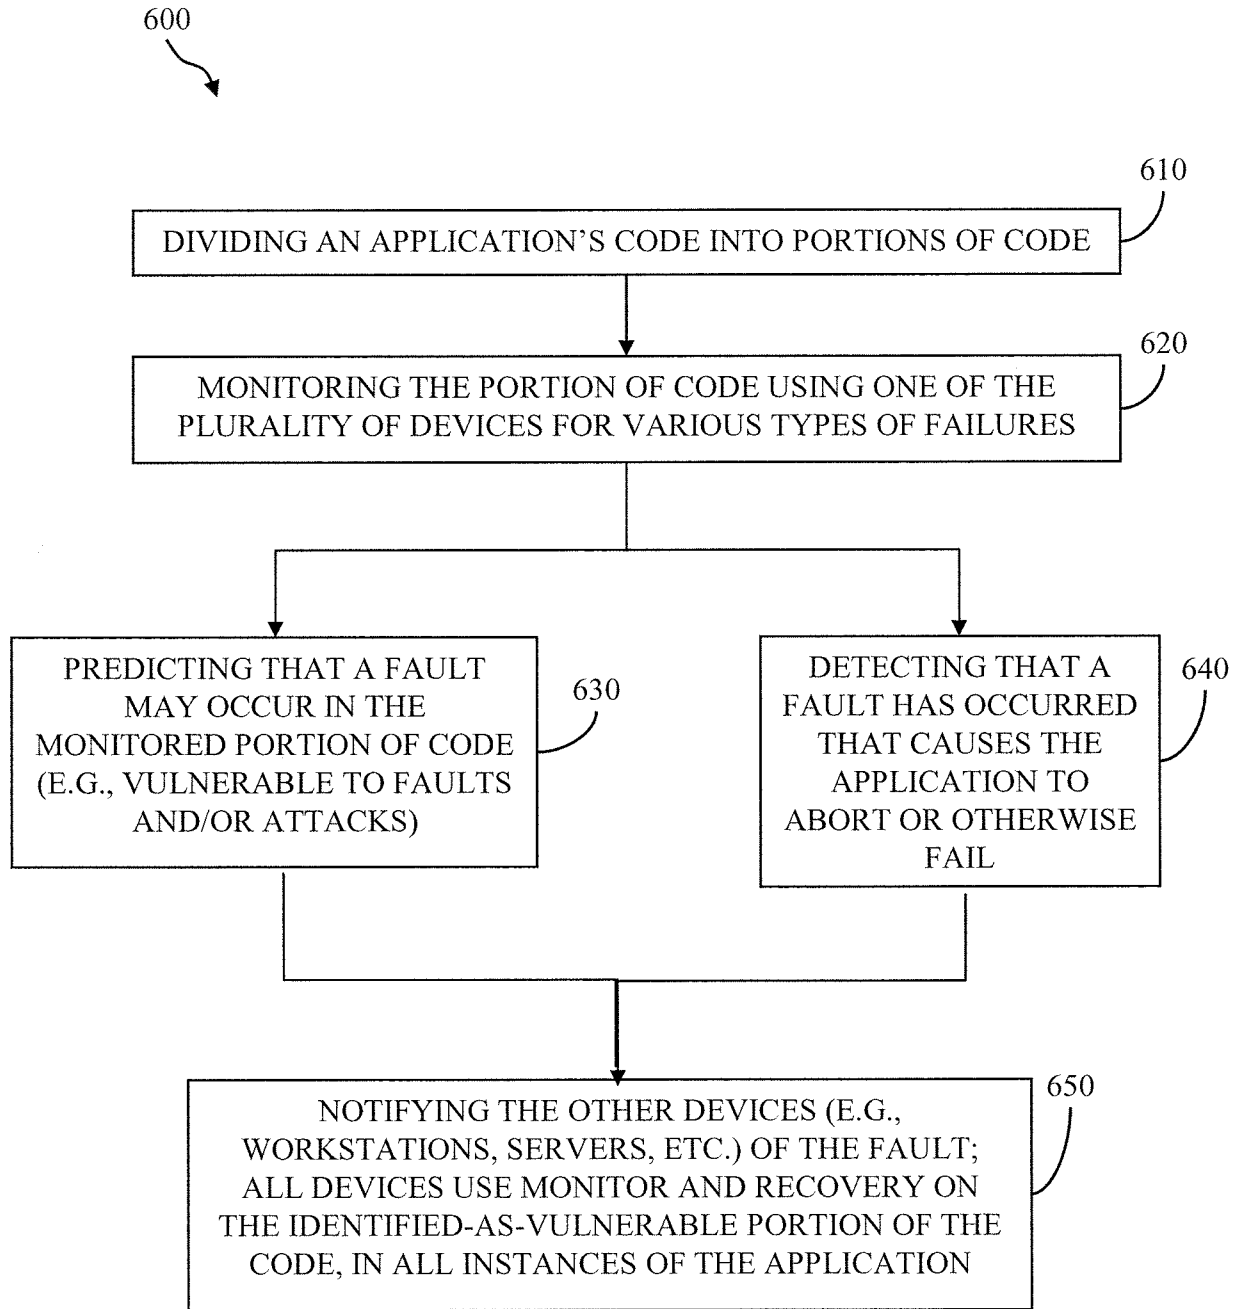 600
610
DIVIDING AN APPLICATION'S CODE INTO PORTIONS OF CODE
620
MONITORING THE PORTION OF CODE USING ONE OF THE
PLURALITY OF DEVICES FOR VARIOUS TYPES OF FAILURES
630
PREDICTING THAT A FAULT
MAY OCCUR IN THE
MONITORED PORTION OF CODE
(E.G., VULNERABLE TO FAULTS
AND/OR ATTACKS)
640
DETECTING THAT A
FAULT HAS OCCURRED
THAT CAUSES THE
APPLICATION TO
ABORT OR OTHERWISE
FAIL
650
NOTIFYING THE OTHER DEVICES (E.G.,
WORKSTATIONS, SERVERS, ETC.) OF THE FAULT;
ALL DEVICES USE MONITOR AND RECOVERY ON
THE IDENTIFIED-AS-VULNERABLE PORTION OF THE
CODE, IN ALL INSTANCES OF THE APPLICATION